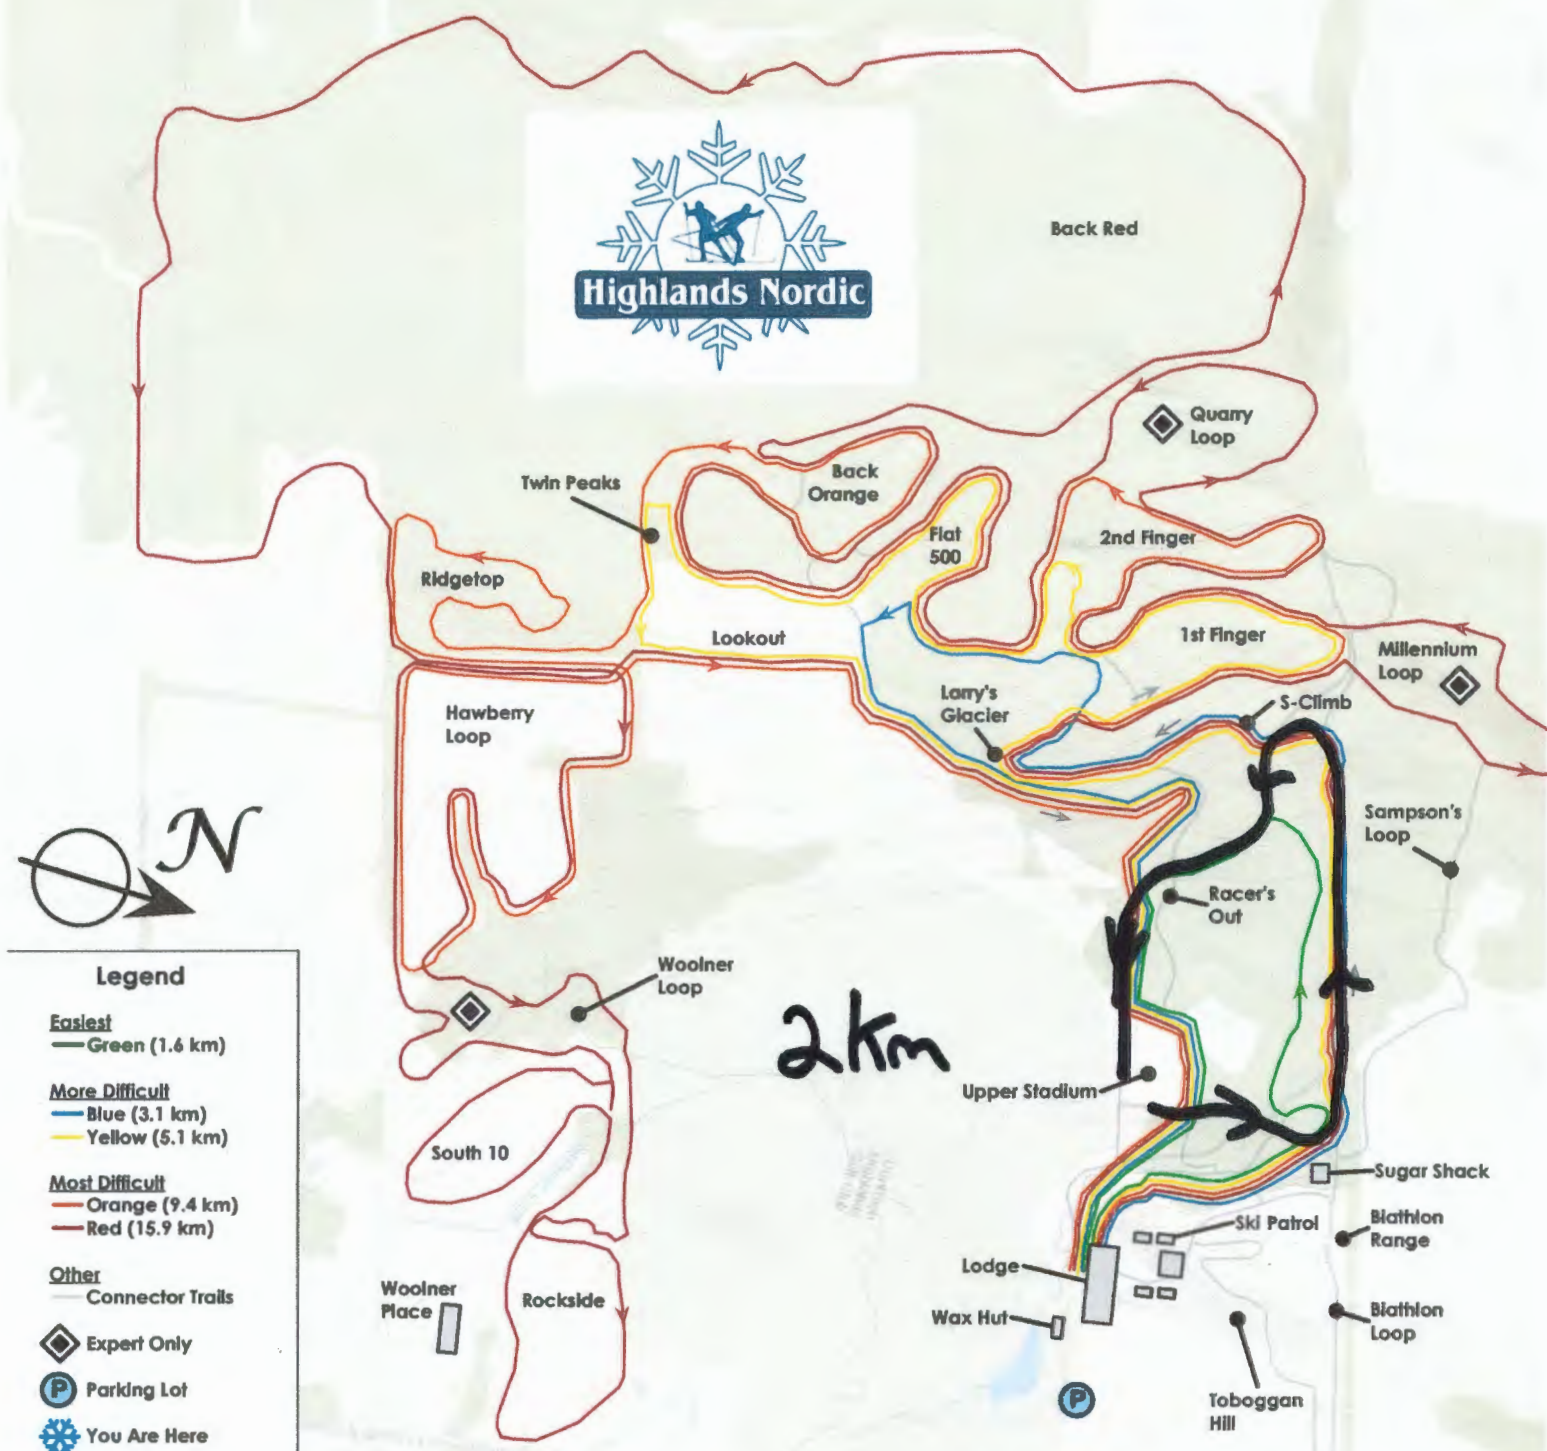 Back Red
Highlands Nordic
Quarry
Loop
Twin Peaks
Back
Orange
Flat
500
2nd Finger
Ridgetop
Lookout
1st Finger
Millennium
Loop
Larry's
Glacier
S-Climb
Hawberry
Loop
N
Sampson's
Loop
Racer's
Out
Woolner
Loop
2km
Upper Stadium
Legend
Easiest
Green (1.6 km)
More Difficult
Blue (3.1 km)
Yellow (5.1 km)
Most Difficult
Orange (9.4 km)
Red (15.9 km)
Other
Connector Trails
Expert Only
P Parking Lot
You Are Here
South 10
Sugar Shack
Ski Patrol
Biathlon
Range
Lodge
Woolner
Place
Rockside
Wax Hut
Biathlon
Loop
P
Toboggan
Hill